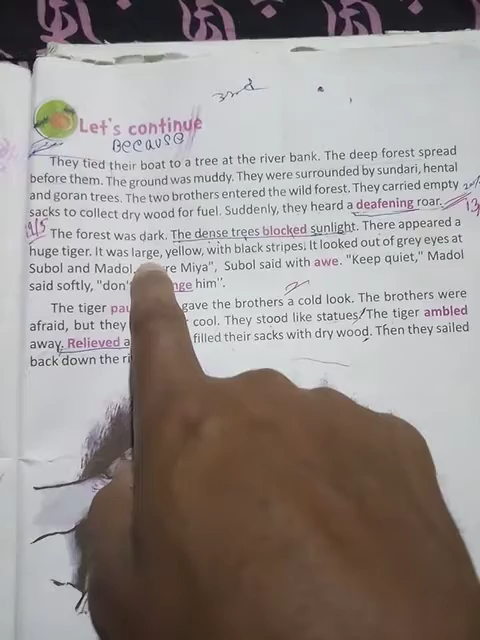 3rd
Let's continue
Because
They tied their boat to a tree at the river bank. The deep forest spread
before them. The ground was muddy. They were surrounded by sundari, hental
and goran trees. The two brothers entered the wild forest. They carried empty
sacks to collect dry wood for fuel. Suddenly, they heard a deafening roar.
The forest was dark. The dense trees blocked sunlight. There appeared a
huge tiger. It was large, yellow, with black stripes. It looked out of grey eyes at
Subol and Madol. re Miya", Subol said with awe. "Keep quiet," Madol
said softly, "don't nge him".
The tiger gave the brothers a cold look. The brothers were
afraid, but they cool. They stood like statues. The tiger ambled
away. Relieved filled their sacks with dry wood. Then they sailed
back down the